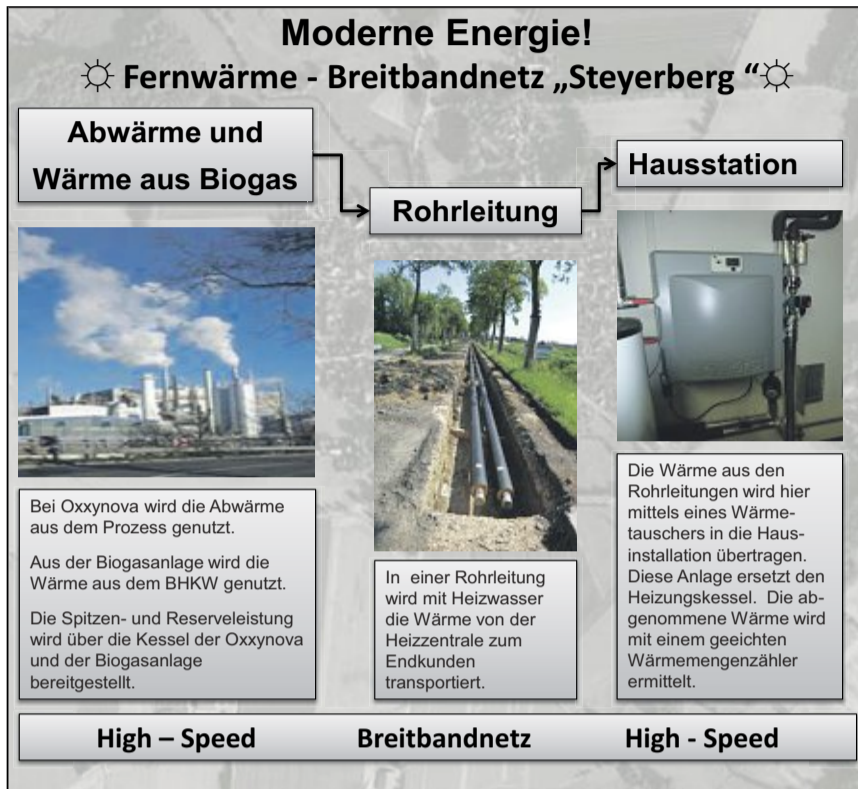 Moderne Energie!
☼ Fernwärme - Breitbandnetz „Steyerberg “☼
Abwärme und
Wärme aus Biogas
Rohrleitung
Hausstation
Bei Oxxynova wird die Abwärme
aus dem Prozess genutzt.
Aus der Biogasanlage wird die
Wärme aus dem BHKW genutzt.
Die Spitzen- und Reserveleistung
wird über die Kessel der Oxxynova
und der Biogasanlage
bereitgestellt.
In einer Rohrleitung
wird mit Heizwasser
die Wärme von der
Heizzentrale zum
Endkunden
transportiert.
Die Wärme aus den
Rohrleitungen wird hier
mittels eines Wärme-
tauschers in die Haus-
installation übertragen.
Diese Anlage ersetzt den
Heizungskessel. Die ab-
genommene Wärme wird
mit einem geeichten
Wärmemengenzähler
ermittelt.
High – Speed Breitbandnetz High - Speed